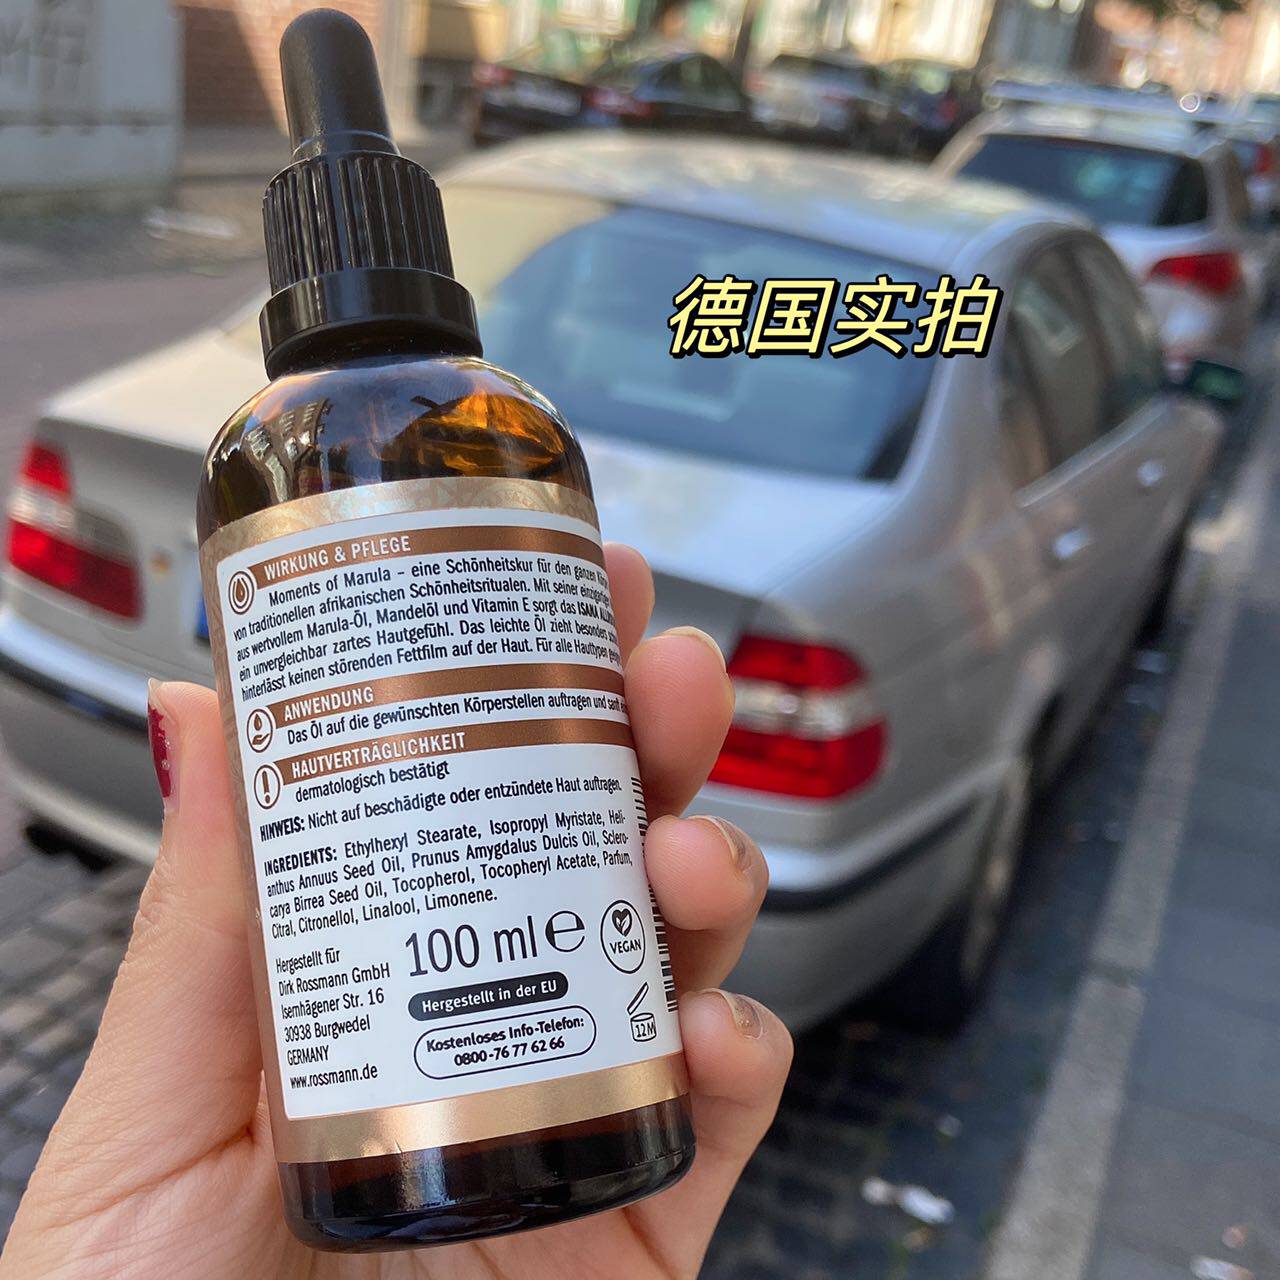 德国实拍
WIRKUNG & PFLEGE
Moments of Marula – eine Schönheitskur für den ganzen
von traditionellen afrikanischen Schönheitsritualen. Mit seiner
aus wertvollem Marula-Öl, Mandelöl und Vitamin E sorgt das ISANA
ein unvergleichbar zartes Hautgefühl. Das leichte Öl zieht besonders
hinterlässt keinen störenden Fettfilm auf der Haut. Für alle Hauttypen
ANWENDUNG
Das Öl auf die gewünschten Körperstellen auftragen und sanft
HAUTVERTRÄGLICHKEIT
dermatologisch bestätigt
HINWEIS: Nicht auf beschädigte oder entzündete Haut auftragen.
INGREDIENTS: Ethylhexyl Stearate, Isopropyl Myristate, Heli-
anthus Annuus Seed Oil, Prunus Amygdalus Dulcis Oil, Sclero-
carya Birrea Seed Oil, Tocopherol, Tocopheryl Acetate, Parfum,
Citral, Citronellol, Linalool, Limonene.
Hergestellt für
Dirk Rossmann GmbH
Isernhägener Str. 16
30938 Burgwedel
GERMANY
www.rossmann.de
100 ml ℮
VEGAN
Hergestellt in der EU
Kostenloses Info-Telefon:
0800-76 77 62 66
12M